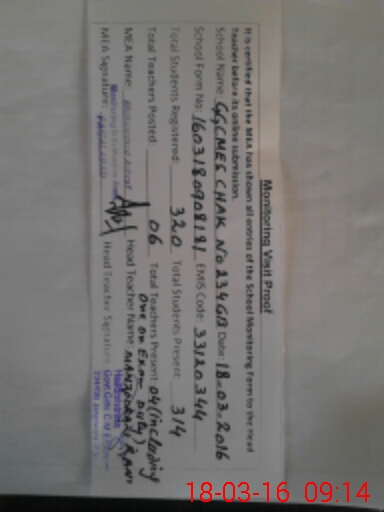 Monitoring Visit Proof
It is certified that the MEA has shown all entries of the School Monitoring Form to the Head
Teacher before its online submission.
School Name: GGCMES CHAK No 234GB Date: 18-03-2016
School Form No: 1603180908181 EMIS Code: 33120344
Total Students Registered: 320 Total Students Present: 314
Total Teachers Posted: 06 Total Teachers Present: 04 (including
one on Exam Duty)
MEA Name: Head Teacher Name: MANZOORAN
MEA Signature: Head Teacher Signature:
18-03-16 09:14